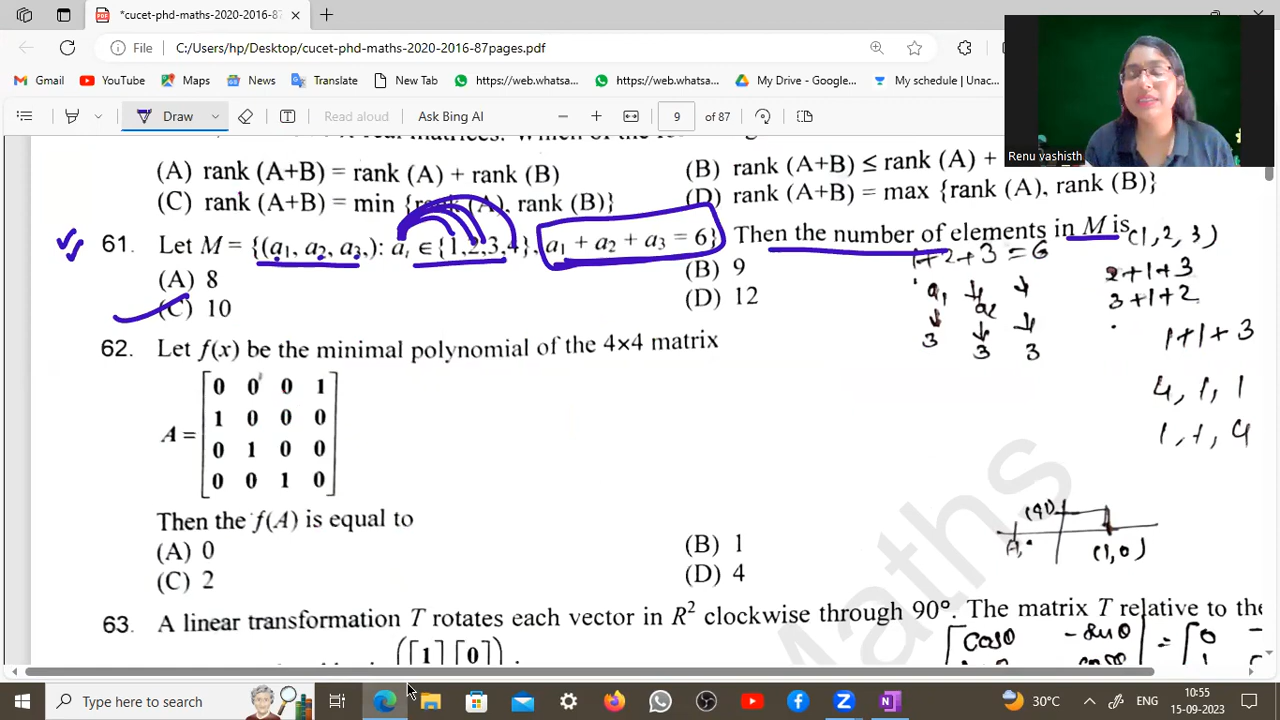 *cucet-phd-maths-2020-2016-87
File C:/Users/hp/Desktop/cucet-phd-maths-2020-2016-87pages.pdf
Gmail YouTube Maps News Translate New Tab https://web.whatsa... https://web.whatsa... My Drive - Google... My schedule | Unac...
Draw Read aloud Ask Bing AI 9 of 87
Renu vashisth
(A) rank (A+B) = rank (A) + rank (B)
(B) rank (A+B) ≤ rank (A) +
(C) rank (A+B) = min {rank (A), rank (B)}
(D) rank (A+B) = max {rank (A), rank (B)}
61. Let M = {(a₁, a₂, a₃,): aᵢ ∈{1,2,3,4}, a₁ + a₂ + a₃ = 6} Then the number of elements in M is
(A) 8
(B) 9
(C) 10
(D) 12
(1, 2, 3)
1+2+3 = 6
2+1+3
3+1+2
a₁ a₂
3 3 3
1+1+3
4, 1, 1
1, 1, 4
62. Let f(x) be the minimal polynomial of the 4×4 matrix
0 0 0 1
1 0 0 0
A = 0 1 0 0
0 0 1 0
Then the f(A) is equal to
(A) 0
(B) 1
(C) 2
(D) 4
(1,0)
63. A linear transformation T rotates each vector in R² clockwise through 90°. The matrix T relative to the
([1] [0])
cosθ -sinθ = 0
Maths
Type here to search
30°C ENG 10:55
15-09-2023